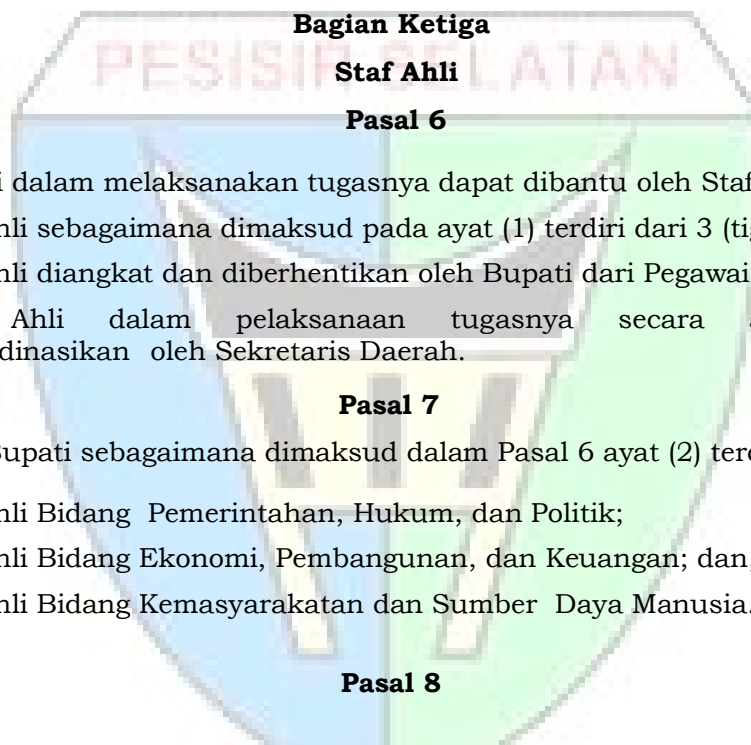 Bagian Ketiga
PESISIR SELATAN
Staf Ahli
Pasal 6
i dalam melaksanakan tugasnya dapat dibantu oleh Staf
hli sebagaimana dimaksud pada ayat (1) terdiri dari 3 (tig
hli diangkat dan diberhentikan oleh Bupati dari Pegawai
Ahli dalam pelaksanaan tugasnya secara a
dinasikan oleh Sekretaris Daerah.
Pasal 7
Bupati sebagaimana dimaksud dalam Pasal 6 ayat (2) terd
hli Bidang Pemerintahan, Hukum, dan Politik;
hli Bidang Ekonomi, Pembangunan, dan Keuangan; dan,
hli Bidang Kemasyarakatan dan Sumber Daya Manusia.
Pasal 8